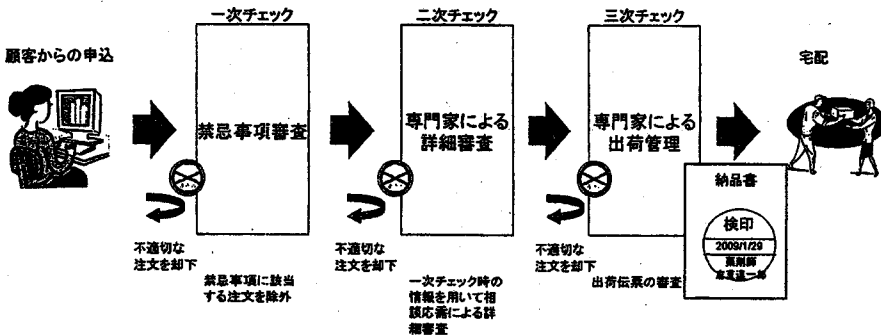 一次チェック
二次チェック
三次チェック
顧客からの申込
宅配
禁忌事項審査
専門家による
詳細審査
専門家による
出荷管理
納品書
検印
2009/1/29
薬剤師
不適切な
注文を却下
不適切な
注文を却下
不適切な
注文を却下
禁忌事項に該当
する注文を除外
一次チェック時の
情報を用いて相
談応需による詳
細審査
出荷伝票の審査